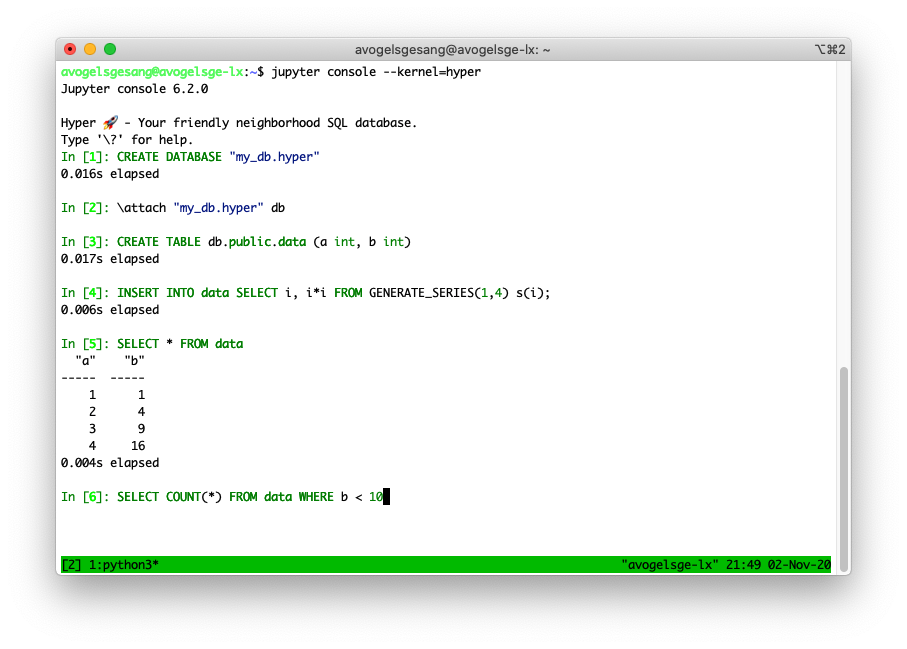 avogelsgesang@avogelsge-lx: ~ ⌥⌘2
avogelsgesang@avogelsge-lx:~$ jupyter console --kernel=hyper
Jupyter console 6.2.0
Hyper 🚀 - Your friendly neighborhood SQL database.
Type '\?' for help.
In [1]: CREATE DATABASE "my_db.hyper"
0.016s elapsed
In [2]: \attach "my_db.hyper" db
In [3]: CREATE TABLE db.public.data (a int, b int)
0.017s elapsed
In [4]: INSERT INTO data SELECT i, i*i FROM GENERATE_SERIES(1,4) s(i);
0.006s elapsed
In [5]: SELECT * FROM data
  "a"    "b"
-----  -----
    1      1
    2      4
    3      9
    4     16
0.004s elapsed
In [6]: SELECT COUNT(*) FROM data WHERE b < 10
[2] 1:python3* "avogelsge-lx" 21:49 02-Nov-20